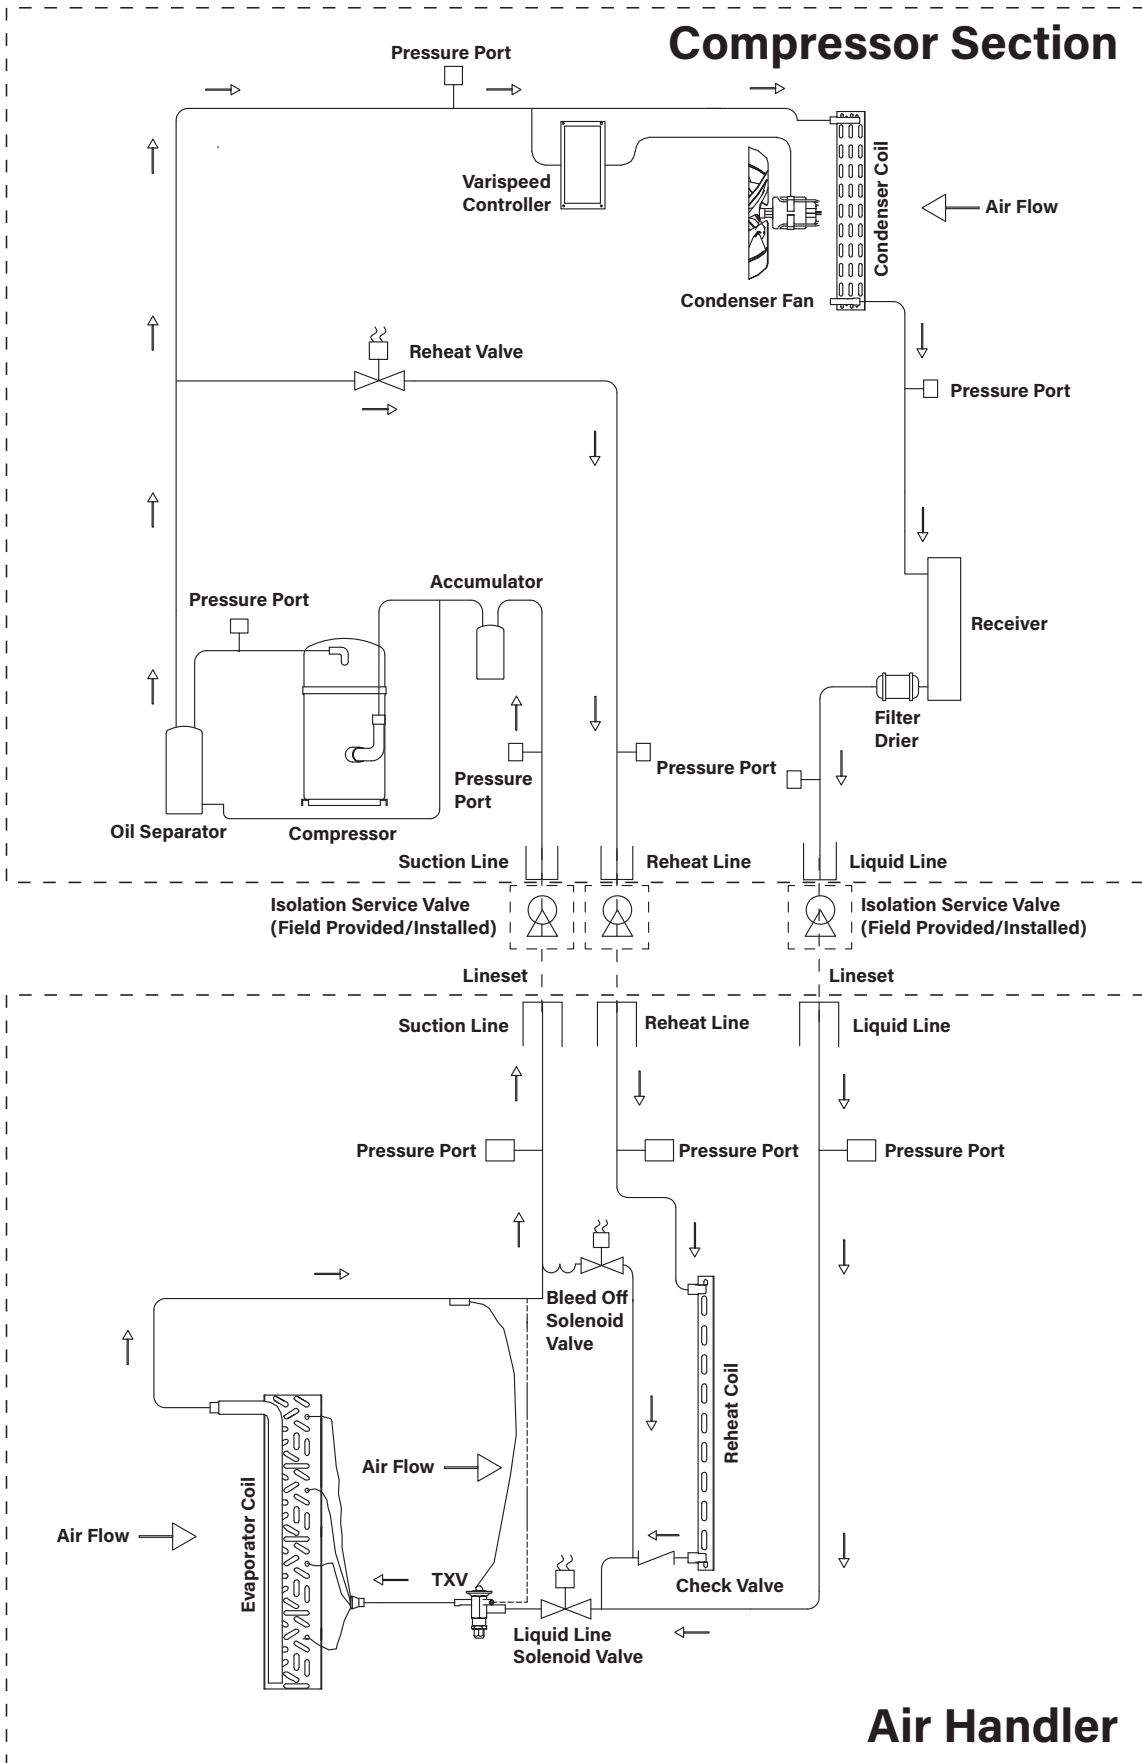 Compressor Section
Pressure Port
Varispeed
Controller
Condenser Coil
Air Flow
Condenser Fan
Reheat Valve
Pressure Port
Accumulator
Pressure Port
Receiver
Filter
Drier
Pressure
Port
Pressure Port
Oil Separator
Compressor
Suction Line
Reheat Line
Liquid Line
Isolation Service Valve
(Field Provided/Installed)
Isolation Service Valve
(Field Provided/Installed)
Lineset
Lineset
Suction Line
Reheat Line
Liquid Line
Pressure Port
Pressure Port
Pressure Port
Bleed Off
Solenoid
Valve
Reheat Coil
Air Flow
Air Flow
Evaporator Coil
TXV
Check Valve
Liquid Line
Solenoid Valve
Air Handler